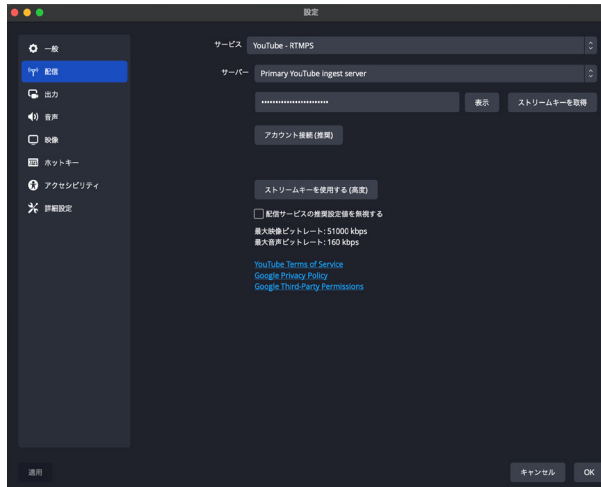 設定
一般
配信
出力
音声
映像
ホットキー
アクセシビリティ
詳細設定
サービス YouTube - RTMPS
サーバー Primary YouTube ingest server
•••••••••••••••••••••••• 表示 ストリームキーを取得
アカウント接続 (推奨)
ストリームキーを使用する (高度)
配信サービスの推奨設定値を無視する
最大映像ビットレート: 51000 kbps
最大音声ビットレート: 160 kbps
YouTube Terms of Service
Google Privacy Policy
Google Third-Party Permissions
適用 キャンセル OK